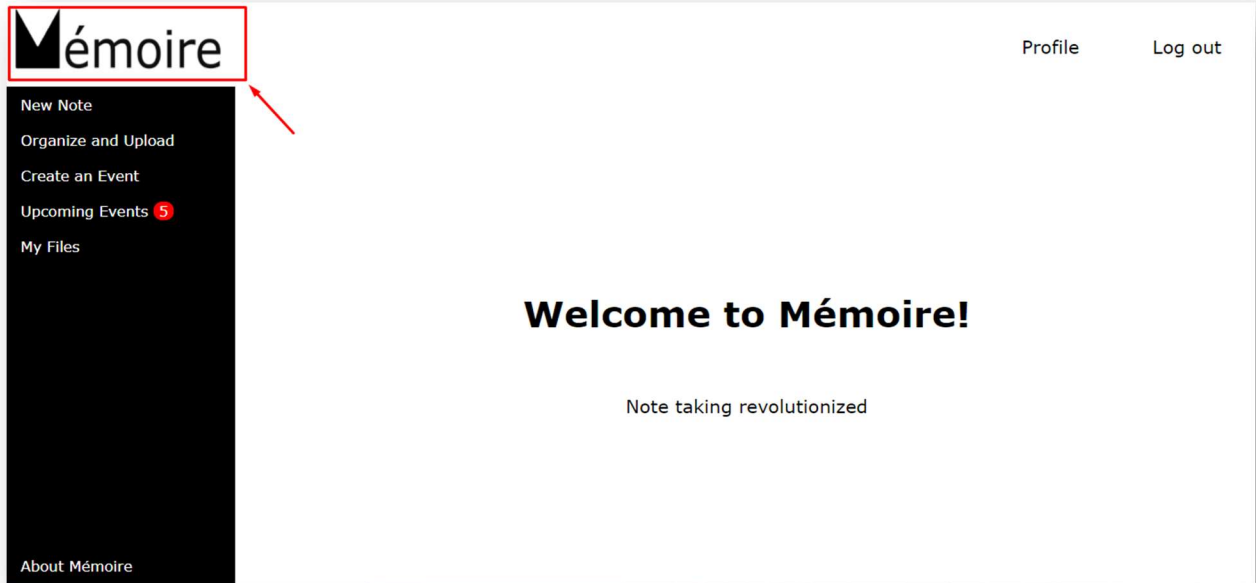 Mémoire
Profile
Log out
New Note
Organize and Upload
Create an Event
Upcoming Events 5
My Files
Welcome to Mémoire!
Note taking revolutionized
About Mémoire